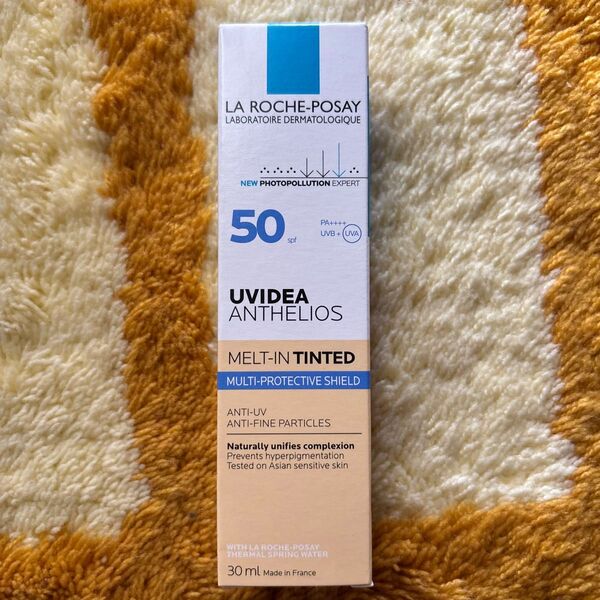 LA ROCHE-POSAY
LABORATOIRE DERMATOLOGIQUE
NEW PHOTOPOLLUTION EXPERT
50 spf
PA++++
UVB + UVA
UVIDEA
ANTHELIOS
MELT-IN TINTED
MULTI-PROTECTIVE SHIELD
ANTI-UV
ANTI-FINE PARTICLES
Naturally unifies complexion
Prevents hyperpigmentation
Tested on Asian sensitive skin
WITH LA ROCHE-POSAY
THERMAL SPRING WATER
30 ml Made in France